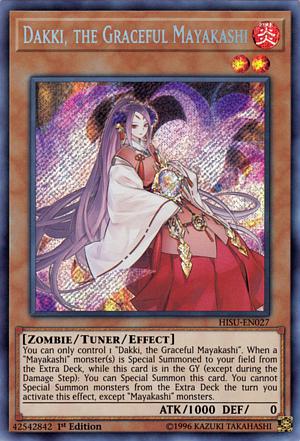 Dakki, the Graceful Mayakashi
炎
HISU-EN027
[Zombie/Tuner/Effect]
You can only control 1 "Dakki, the Graceful Mayakashi". When a
"Mayakashi" monster(s) is Special Summoned to your field from
the Extra Deck, while this card is in the GY (except during the
Damage Step): You can Special Summon this card. You cannot
Special Summon monsters from the Extra Deck the turn you
activate this effect, except "Mayakashi" monsters.
ATK/1000 DEF/ 0
42542842 1st Edition ©1996 KAZUKI TAKAHASHI